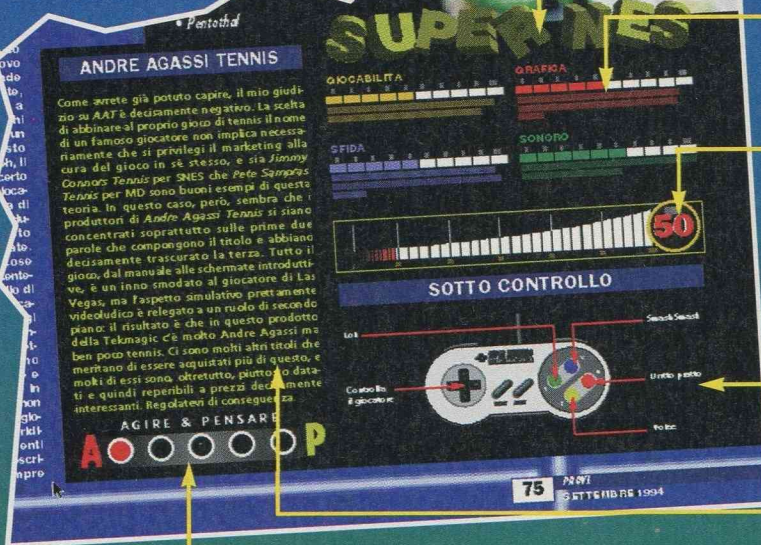 • Pentothal
ANDRE AGASSI TENNIS
Come avrete già potuto capire, il mio giudi-
zio su AAT è decisamente negativo. La scelta
di abbinare al proprio gioco di tennis il nome
di un famoso giocatore non implica necessa-
riamente che si privilegi il marketing alla
cura del gioco in sè stesso, e sia Jimmy
Connors Tennis per SNES che Pete Sampras
Tennis per MD sono buoni esempi di questa
teoria. In questo caso, però, sembra che i
produttori di Andre Agassi Tennis si siano
concentrati soprattutto sulle prime due
parole che compongono il titolo e abbiano
decisamente trascurato la terza. Tutto il
gioco, dal manuale alle schermate introdutti-
ve, è un inno smodato al giocatore di Las
Vegas, ma l'aspetto simulativo prettamente
videoludico è relegato a un ruolo di secondo
piano: il risultato è che in questo prodotto
della Tekmagic c'è molto Andre Agassi ma
ben poco tennis. Ci sono molti altri titoli che
meritano di essere acquistati più di questo, e
molti di essi sono, oltretutto, piuttosto data-
ti e quindi reperibili a prezzi decisamente
interessanti. Regolatevi di conseguenza.
AGIRE & PENSARE
A P
SUPER NES
GIOCABILITA
GRAFICA
SFIDA
SONORO
50
SOTTO CONTROLLO
Lob
Smash Smash
Controlla
il giocatore
75
PROVE
SETTEMBRE 1994